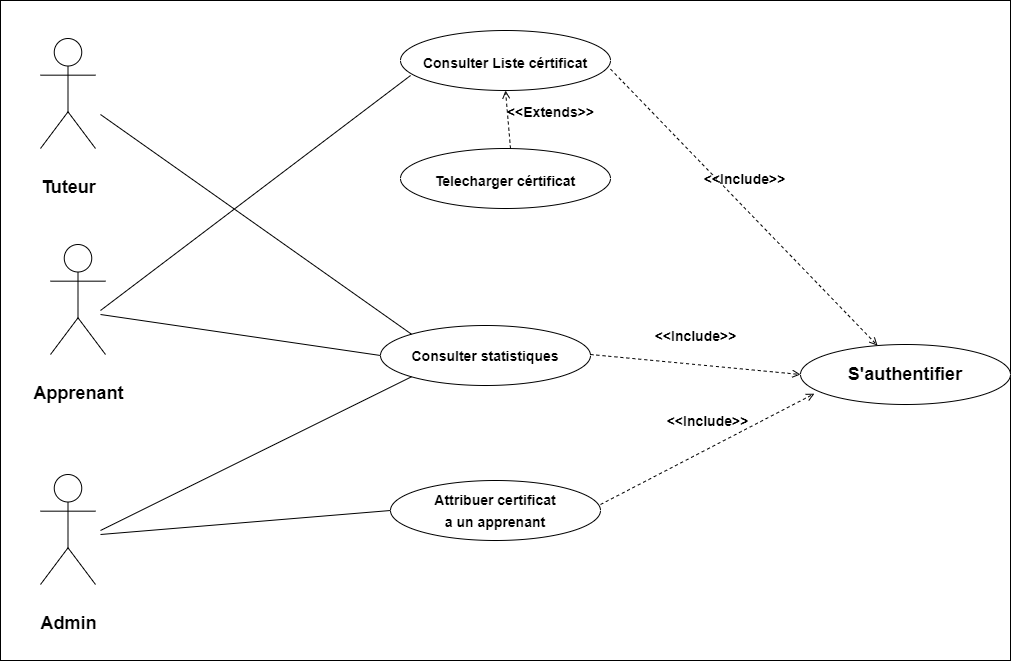 Consulter Liste cértificat
<<Extends>>
Telecharger cértificat
<<Include>>
Tuteur
<<Include>>
Consulter statistiques
S'authentifier
Apprenant
<<Include>>
Attribuer certificat
a un apprenant
Admin